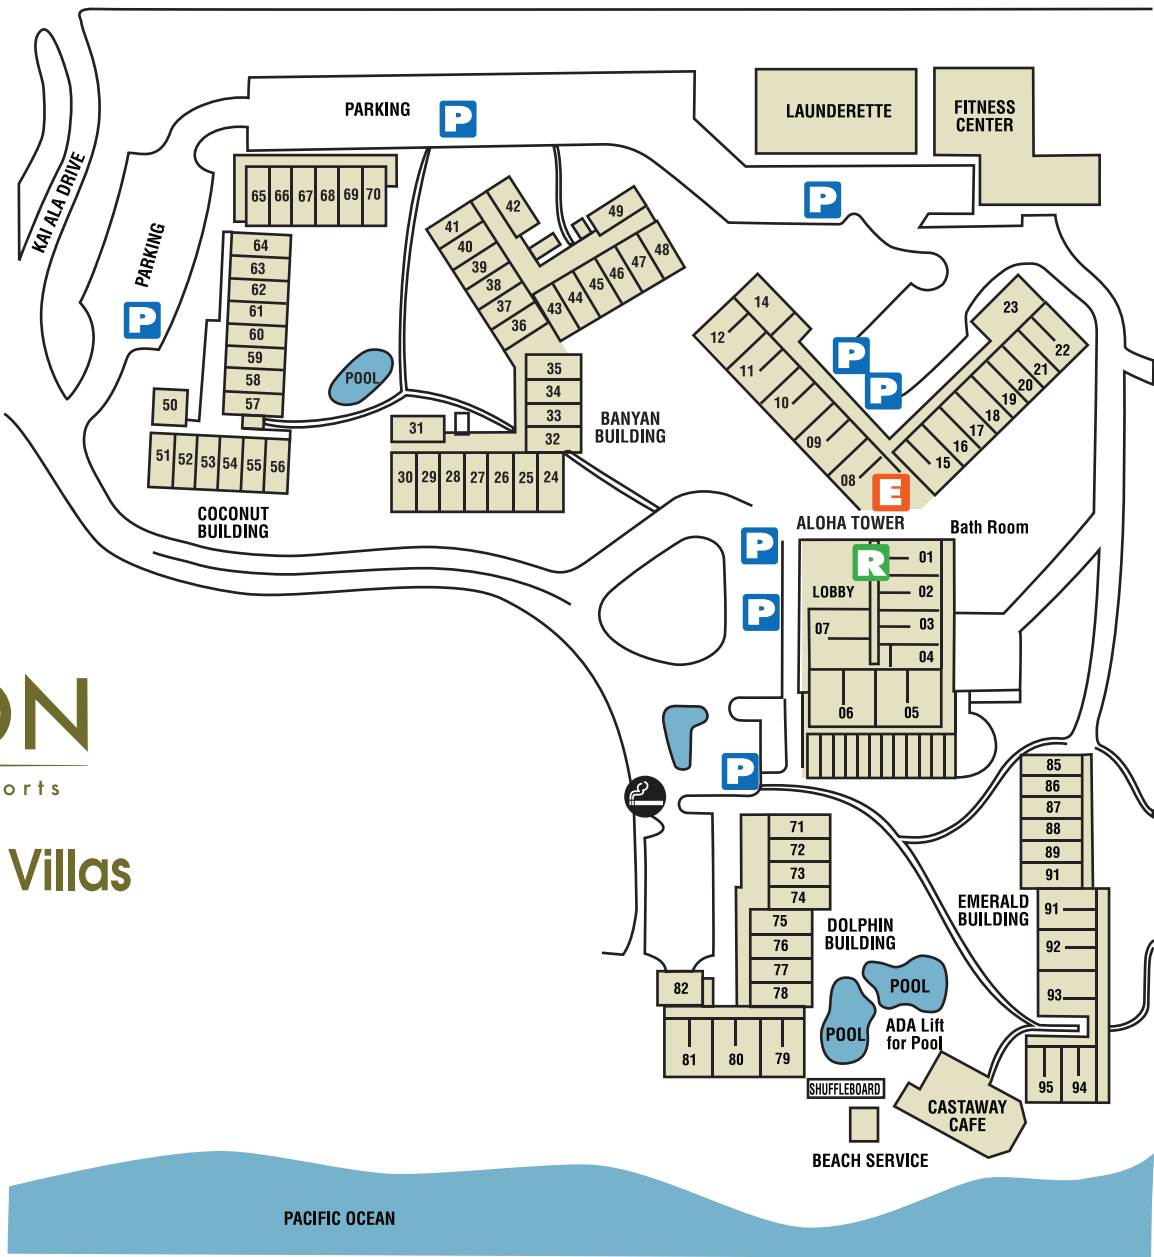 PARKING
P
LAUNDERETTE
FITNESS
CENTER
KAI ALA DRIVE
65 66 67 68 69 70
P
PARKING
P
64
63
62
61
60
59
58
57
50
51 52 53 54 55 56
COCONUT
BUILDING
POOL
41
40
39
38
37
36
42
49
43 44 45 46 47 48
35
34
33
32
31
30 29 28 27 26 25 24
BANYAN
BUILDING
14
12
11
10
09
08
P
P
23
22
21
20
19
18
17
16
15
E
ALOHA TOWER
Bath Room
P
P
R
LOBBY
01
02
03
04
07
06
05
ON
orts
Villas
P
85
86
87
88
89
91
91
92
93
95 94
EMERALD
BUILDING
71
72
73
74
75
76
77
78
82
81 80 79
DOLPHIN
BUILDING
POOL
POOL
ADA Lift
for Pool
SHUFFLEBOARD
CASTAWAY
CAFE
BEACH SERVICE
PACIFIC OCEAN